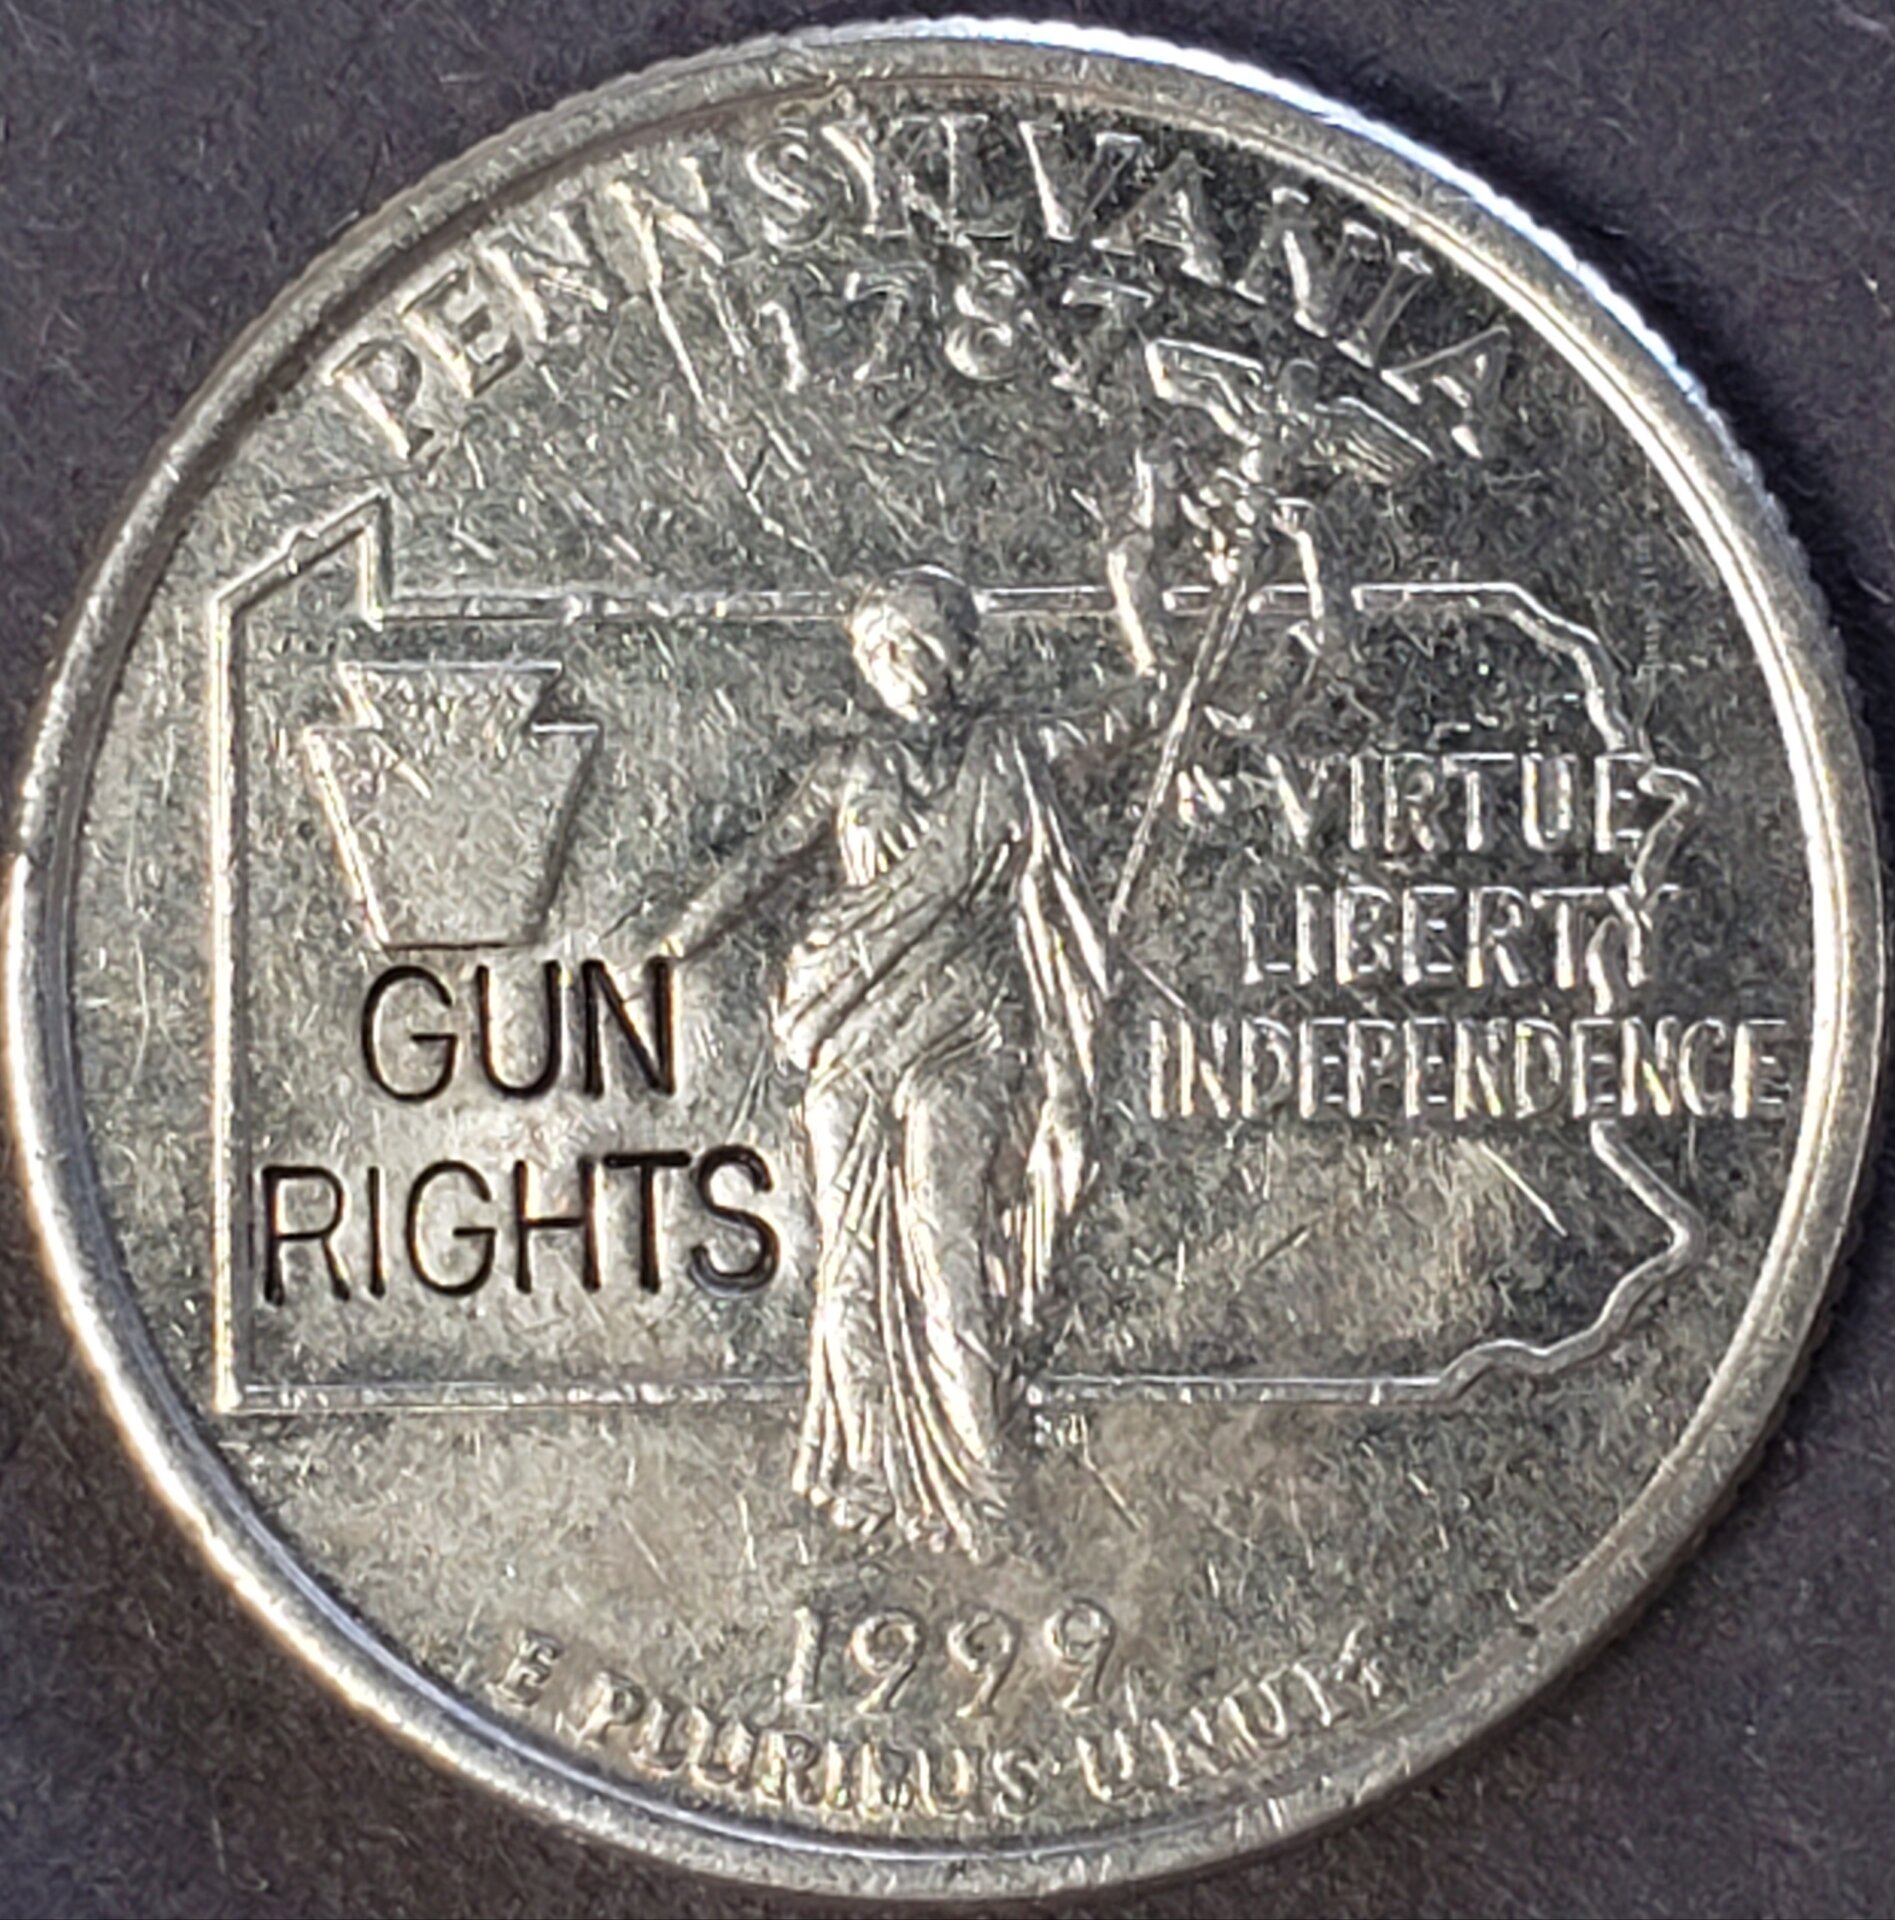 PENNSYLVANIA
1787
VIRTUE
LIBERTY
INDEPENDENCE
GUN
RIGHTS
1999
E PLURIBUS UNUM